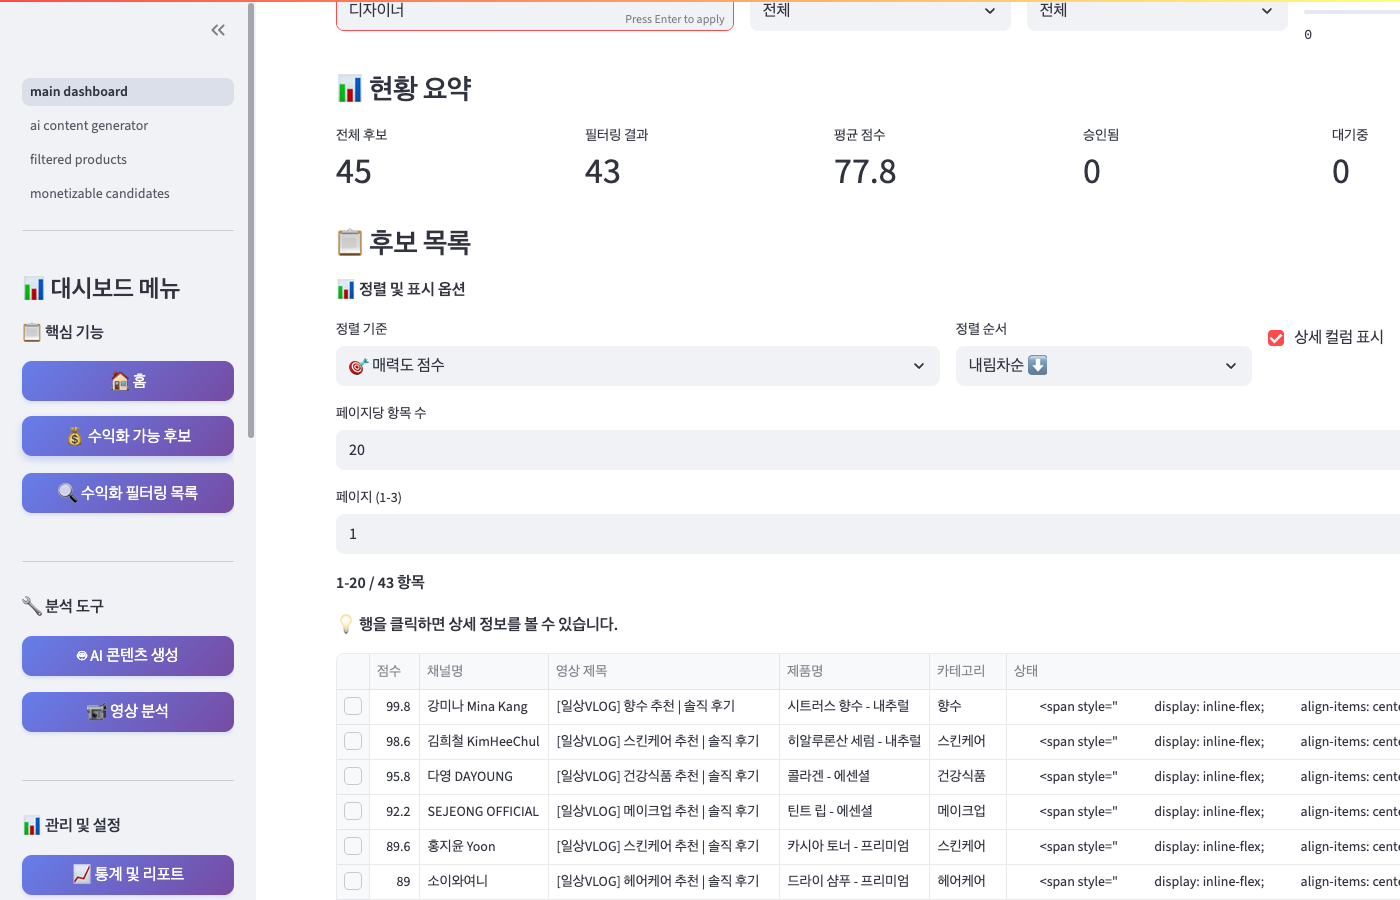 main dashboard
ai content generator
filtered products
monetizable candidates
대시보드 메뉴
핵심 기능
홈
수익화 가능 후보
수익화 필터링 목록
분석 도구
AI 콘텐츠 생성
영상 분석
관리 및 설정
통계 및 리포트
디자이너
Press Enter to apply
전체
전체
0
현황 요약
전체 후보
필터링 결과
평균 점수
승인됨
대기중
45
43
77.8
0
0
후보 목록
정렬 및 표시 옵션
정렬 기준
정렬 순서
매력도 점수
내림차순
상세 컬럼 표시
페이지당 항목 수
20
페이지 (1-3)
1
1-20 / 43 항목
행을 클릭하면 상세 정보를 볼 수 있습니다.
점수 채널명 영상 제목 제품명 카테고리 상태
99.8 강미나 Mina Kang [일상VLOG] 향수 추천 | 솔직 후기 시트러스 향수 - 내추럴 향수 <span style=" display: inline-flex; align-items: cente
98.6 김희철 KimHeeChul [일상VLOG] 스킨케어 추천 | 솔직 후기 히알루론산 세럼 - 내추럴 스킨케어 <span style=" display: inline-flex; align-items: cente
95.8 다영 DAYOUNG [일상VLOG] 건강식품 추천 | 솔직 후기 콜라겐 - 에센셜 건강식품 <span style=" display: inline-flex; align-items: cente
92.2 SEJEONG OFFICIAL [일상VLOG] 메이크업 추천 | 솔직 후기 틴트 립 - 에센셜 메이크업 <span style=" display: inline-flex; align-items: cente
89.6 홍지윤 Yoon [일상VLOG] 스킨케어 추천 | 솔직 후기 카시아 토너 - 프리미엄 스킨케어 <span style=" display: inline-flex; align-items: cente
89 소이와여니 [일상VLOG] 헤어케어 추천 | 솔직 후기 드라이 샴푸 - 프리미엄 헤어케어 <span style=" display: inline-flex; align-items: cente